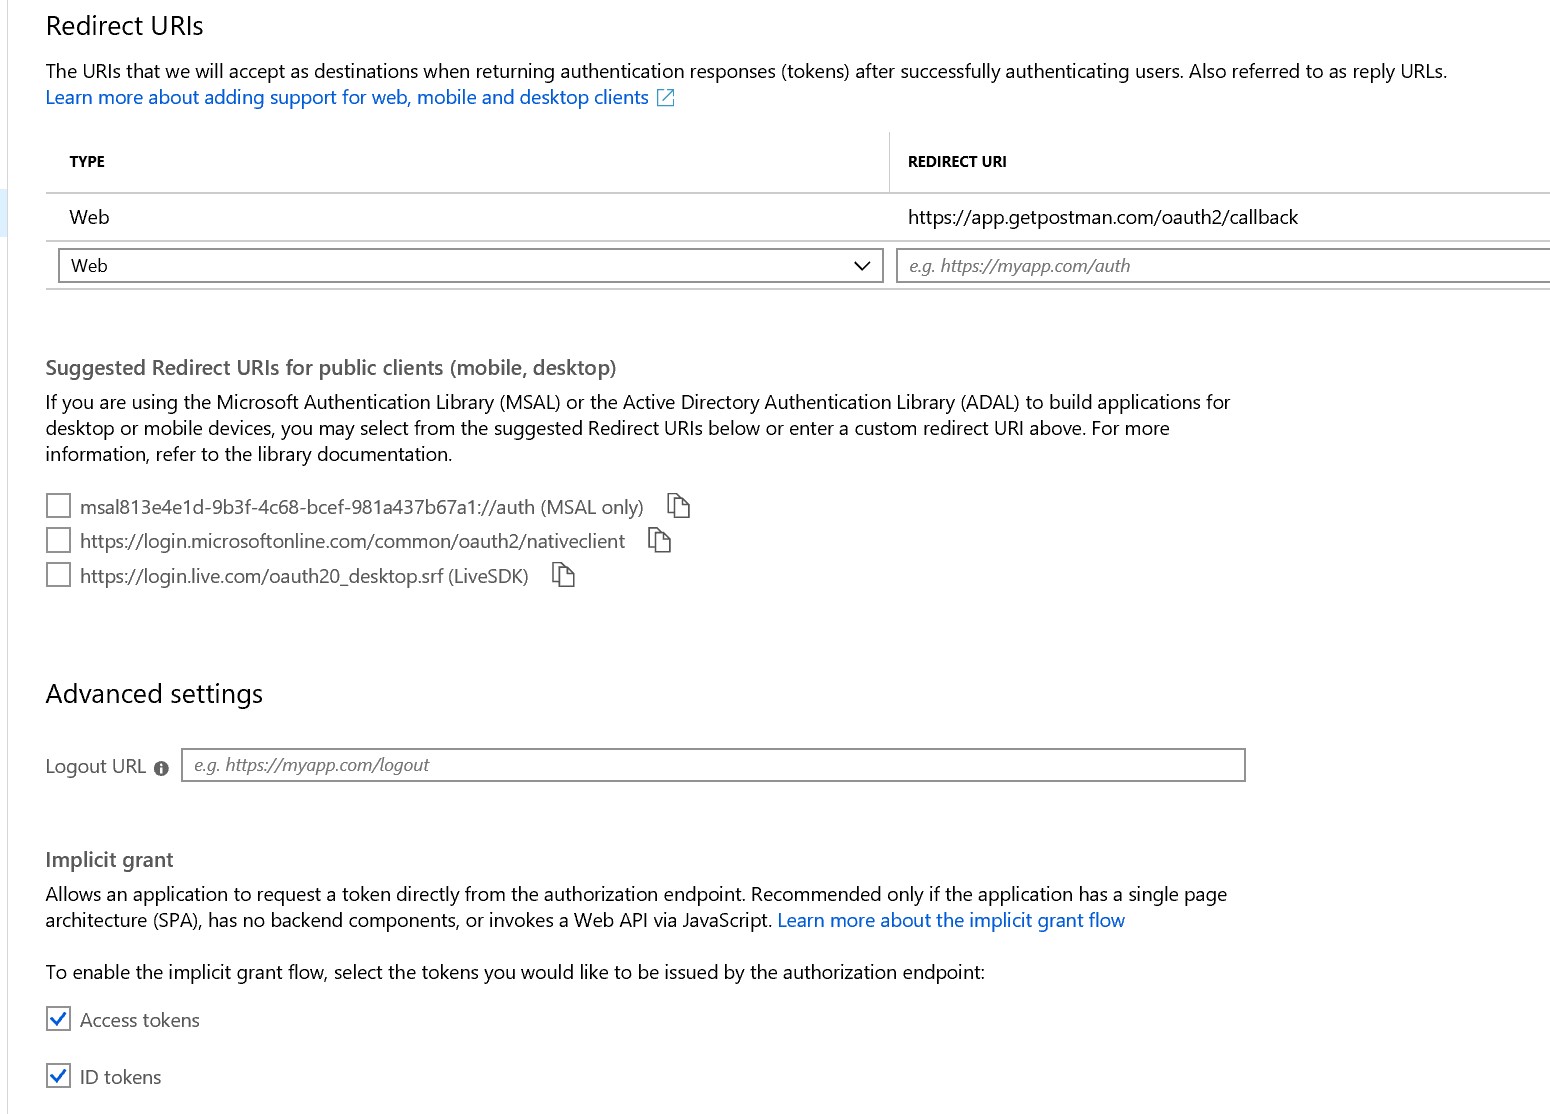 Redirect URIs
The URIs that we will accept as destinations when returning authentication responses (tokens) after successfully authenticating users. Also referred to as reply URLs.
Learn more about adding support for web, mobile and desktop clients
TYPE
REDIRECT URI
Web
https://app.getpostman.com/oauth2/callback
Web
e.g. https://myapp.com/auth
Suggested Redirect URIs for public clients (mobile, desktop)
If you are using the Microsoft Authentication Library (MSAL) or the Active Directory Authentication Library (ADAL) to build applications for
desktop or mobile devices, you may select from the suggested Redirect URIs below or enter a custom redirect URI above. For more
information, refer to the library documentation.
msal813e4e1d-9b3f-4c68-bcef-981a437b67a1://auth (MSAL only)
https://login.microsoftonline.com/common/oauth2/nativeclient
https://login.live.com/oauth20_desktop.srf (LiveSDK)
Advanced settings
Logout URL
e.g. https://myapp.com/logout
Implicit grant
Allows an application to request a token directly from the authorization endpoint. Recommended only if the application has a single page
architecture (SPA), has no backend components, or invokes a Web API via JavaScript. Learn more about the implicit grant flow
To enable the implicit grant flow, select the tokens you would like to be issued by the authorization endpoint:
Access tokens
ID tokens